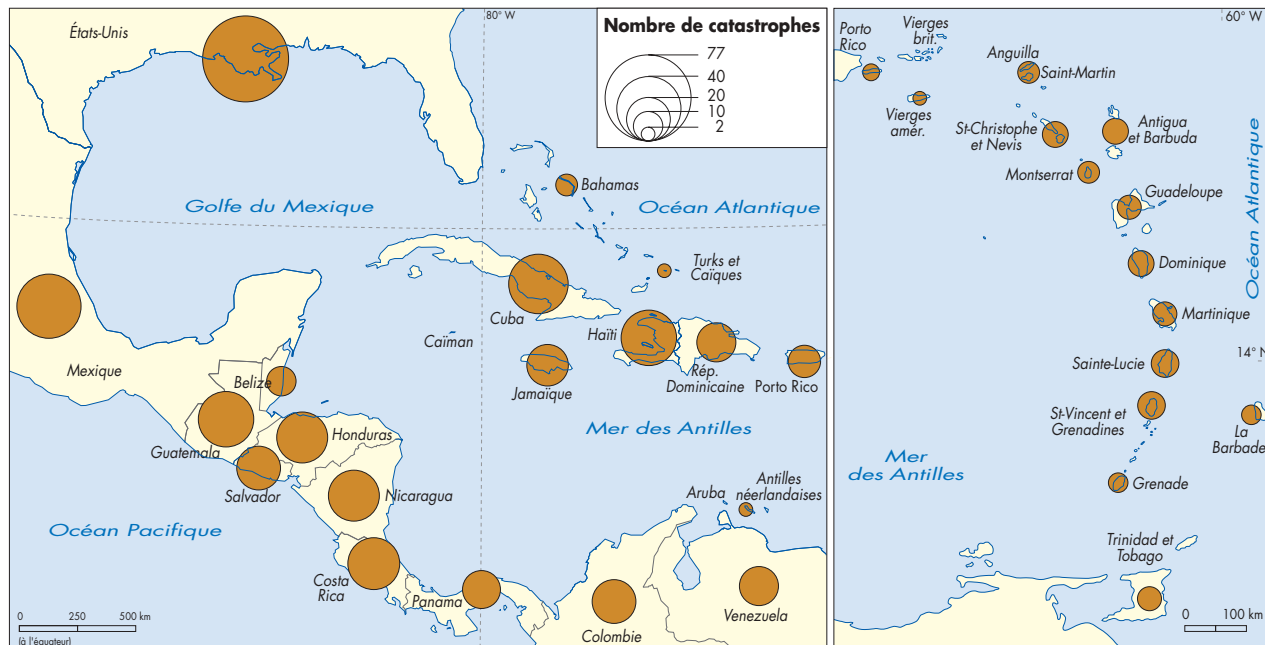 États-Unis
80° W
Nombre de catastrophes
77
40
20
10
2
Golfe du Mexique
Bahamas
Océan Atlantique
Turks et
Caïques
Cuba
Haïti
Caïman
Jamaïque
Rép.
Dominicaine
Porto Rico
Mexique
Belize
Guatemala
Honduras
Salvador
Nicaragua
Mer des Antilles
Océan Pacifique
Aruba
Antilles
néerlandaises
Costa
Rica
Panama
Colombie
Venezuela
0 250 500 km
(à l'équateur)
60° W
Porto
Rico
Vierges
brit.
Anguilla
Saint-Martin
Vierges
amér.
St-Christophe
et Nevis
Antigua
et Barbuda
Montserrat
Guadeloupe
Océan Atlantique
Dominique
Martinique
Sainte-Lucie
14° N
St-Vincent et
Grenadines
La
Barbade
Mer
des Antilles
Grenade
Trinidad et
Tobago
0 100 km